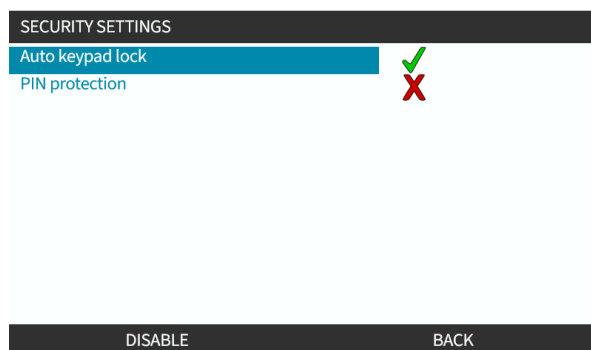 SECURITY SETTINGS
Auto keypad lock
PIN protection
DISABLE BACK